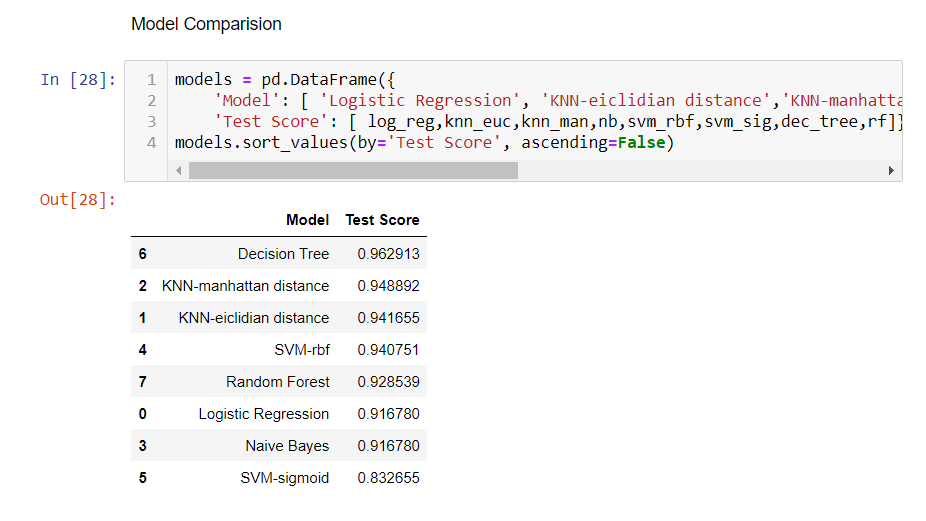 Model Comparision
In [28]:
1 models = pd.DataFrame({
2 'Model': [ 'Logistic Regression', 'KNN-eiclidian distance','KNN-manhatta
3 'Test Score': [ log_reg,knn_euc,knn_man,nb,svm_rbf,svm_sig,dec_tree,rf]}
4 models.sort_values(by='Test Score', ascending=False)
Out[28]:
Model Test Score
6 Decision Tree 0.962913
2 KNN-manhattan distance 0.948892
1 KNN-eiclidian distance 0.941655
4 SVM-rbf 0.940751
7 Random Forest 0.928539
0 Logistic Regression 0.916780
3 Naive Bayes 0.916780
5 SVM-sigmoid 0.832655